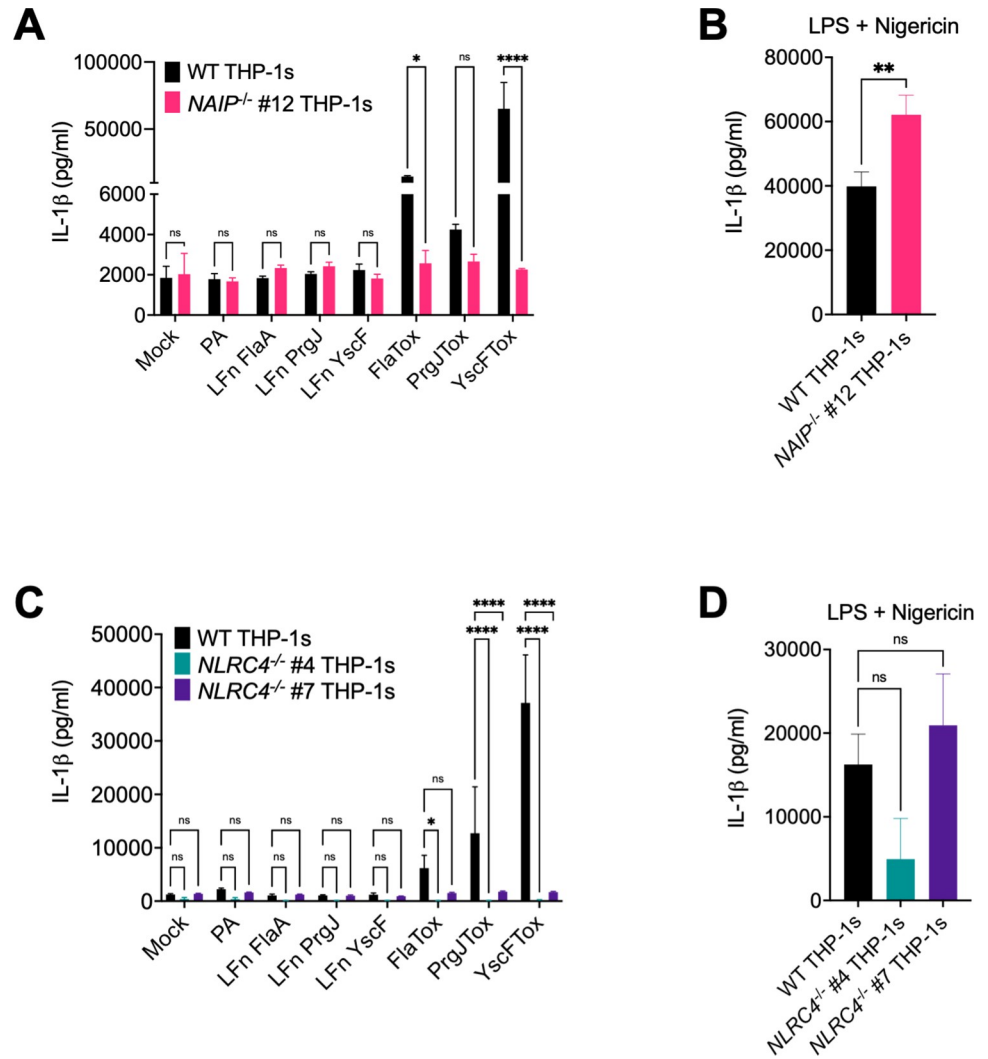 A
IL-1β (pg/ml)
100000
50000
6000
4000
2000
0
WT THP-1s
NAIP-/- #12 THP-1s
ns
ns
ns
ns
ns
*
ns
****
Mock
PA
LFn FlaA
LFn PrgJ
LFn YscF
FlaTox
PrgJTox
YscFTox
B
LPS + Nigericin
IL-1β (pg/ml)
80000
60000
40000
20000
0
**
WT THP-1s
NAIP-/- #12 THP-1s
C
IL-1β (pg/ml)
50000
40000
30000
20000
10000
0
WT THP-1s
NLRC4-/- #4 THP-1s
NLRC4-/- #7 THP-1s
ns
ns
ns
ns
ns
ns
ns
ns
ns
ns
ns
*
****
****
****
****
Mock
PA
LFn FlaA
LFn PrgJ
LFn YscF
FlaTox
PrgJTox
YscFTox
D
LPS + Nigericin
IL-1β (pg/ml)
30000
20000
10000
0
ns
ns
WT THP-1s
NLRC4-/- #4 THP-1s
NLRC4-/- #7 THP-1s